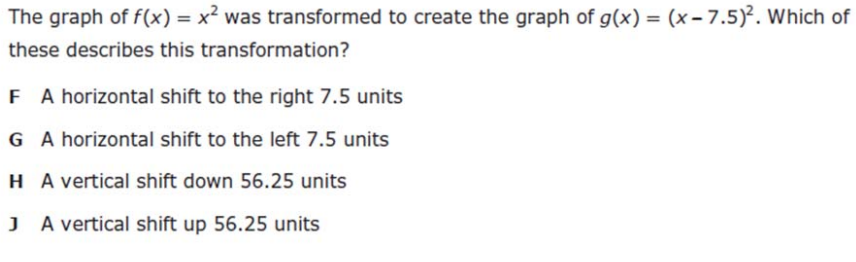 The graph of f(x) = x² was transformed to create the graph of g(x) = (x – 7.5)². Which of
these describes this transformation?
F A horizontal shift to the right 7.5 units
G A horizontal shift to the left 7.5 units
H A vertical shift down 56.25 units
J A vertical shift up 56.25 units